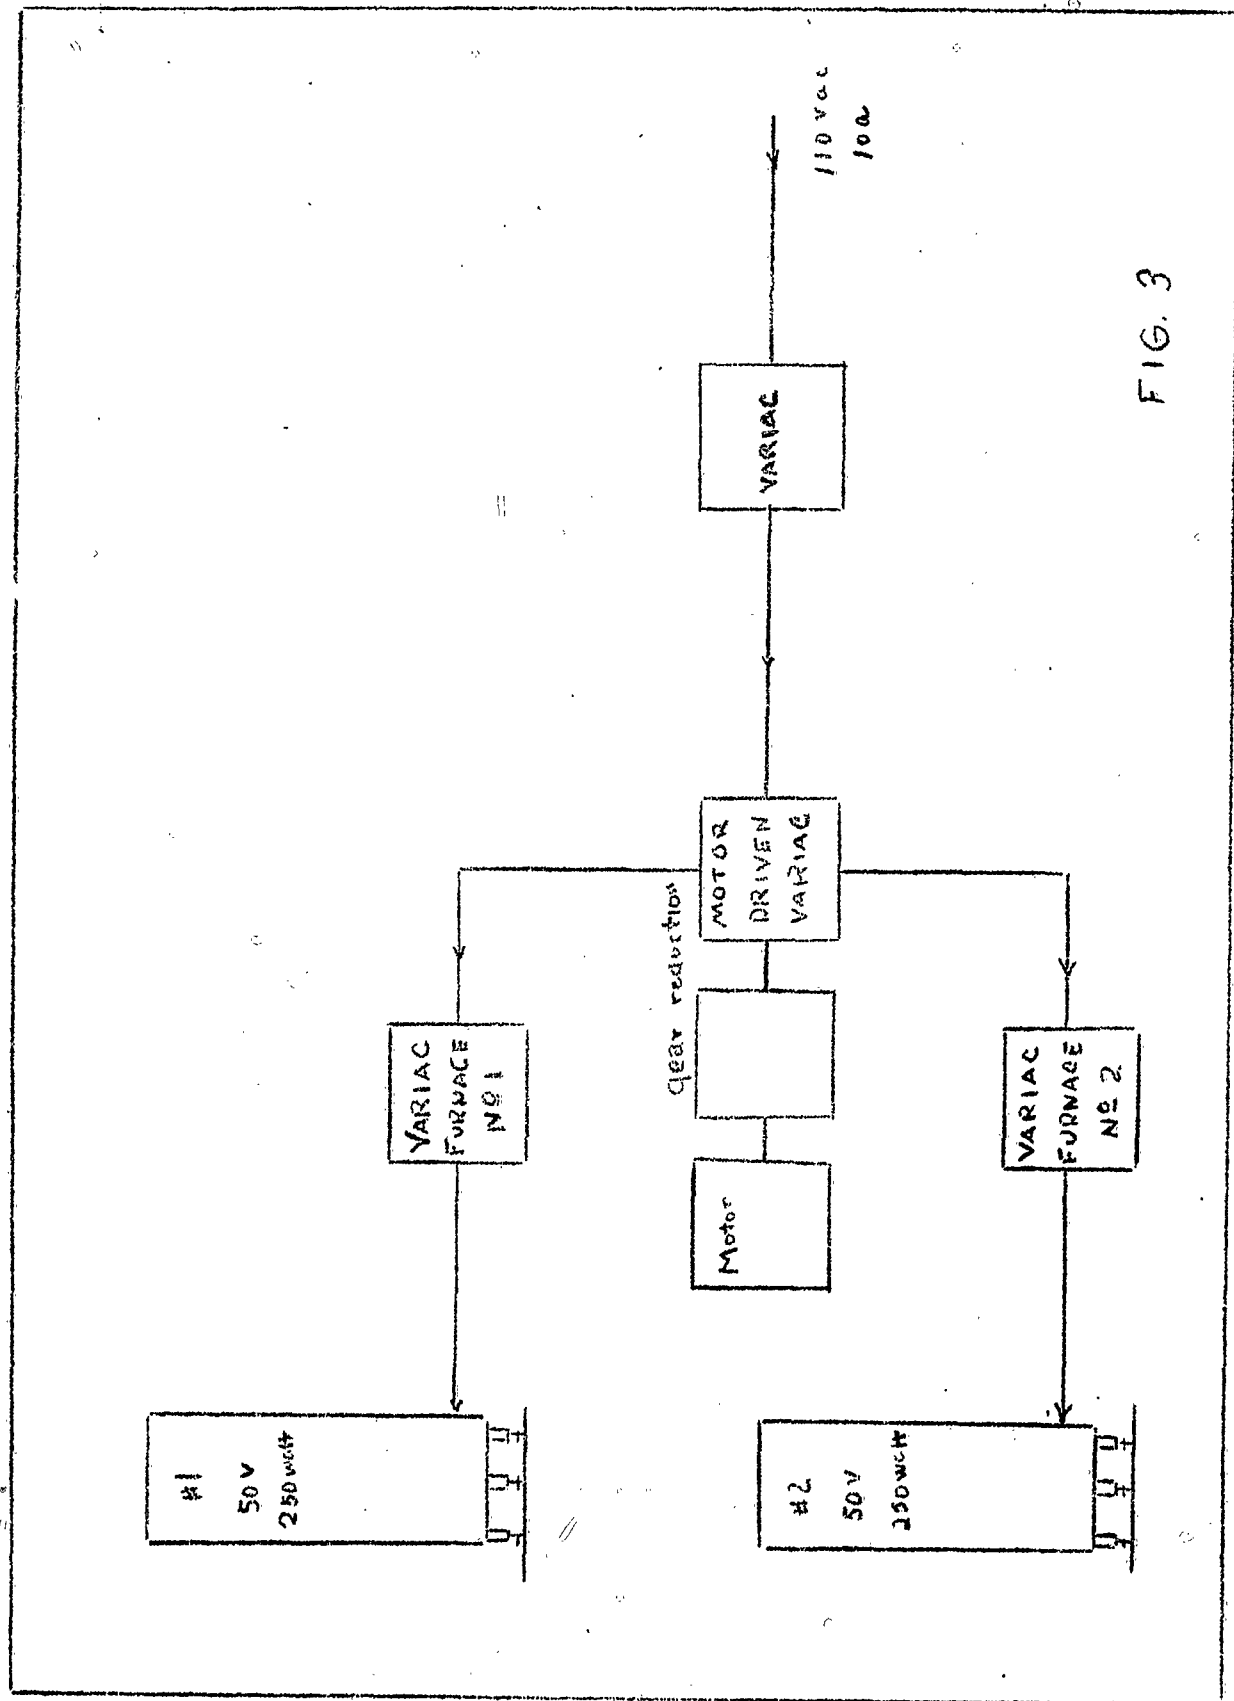 #1
50 V
250 watt
VARIAC
FURNACE
Nº 1
Motor
gear reduction
MOTOR
DRIVEN
VARIAC
VARIAC
110 vac
10a
#2
50 V
250 watt
VARIAC
FURNACE
Nº 2
FIG. 3